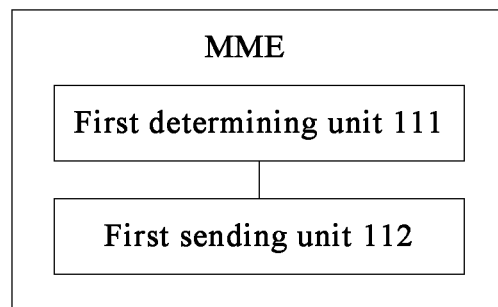 MME
First determining unit 111
First sending unit 112